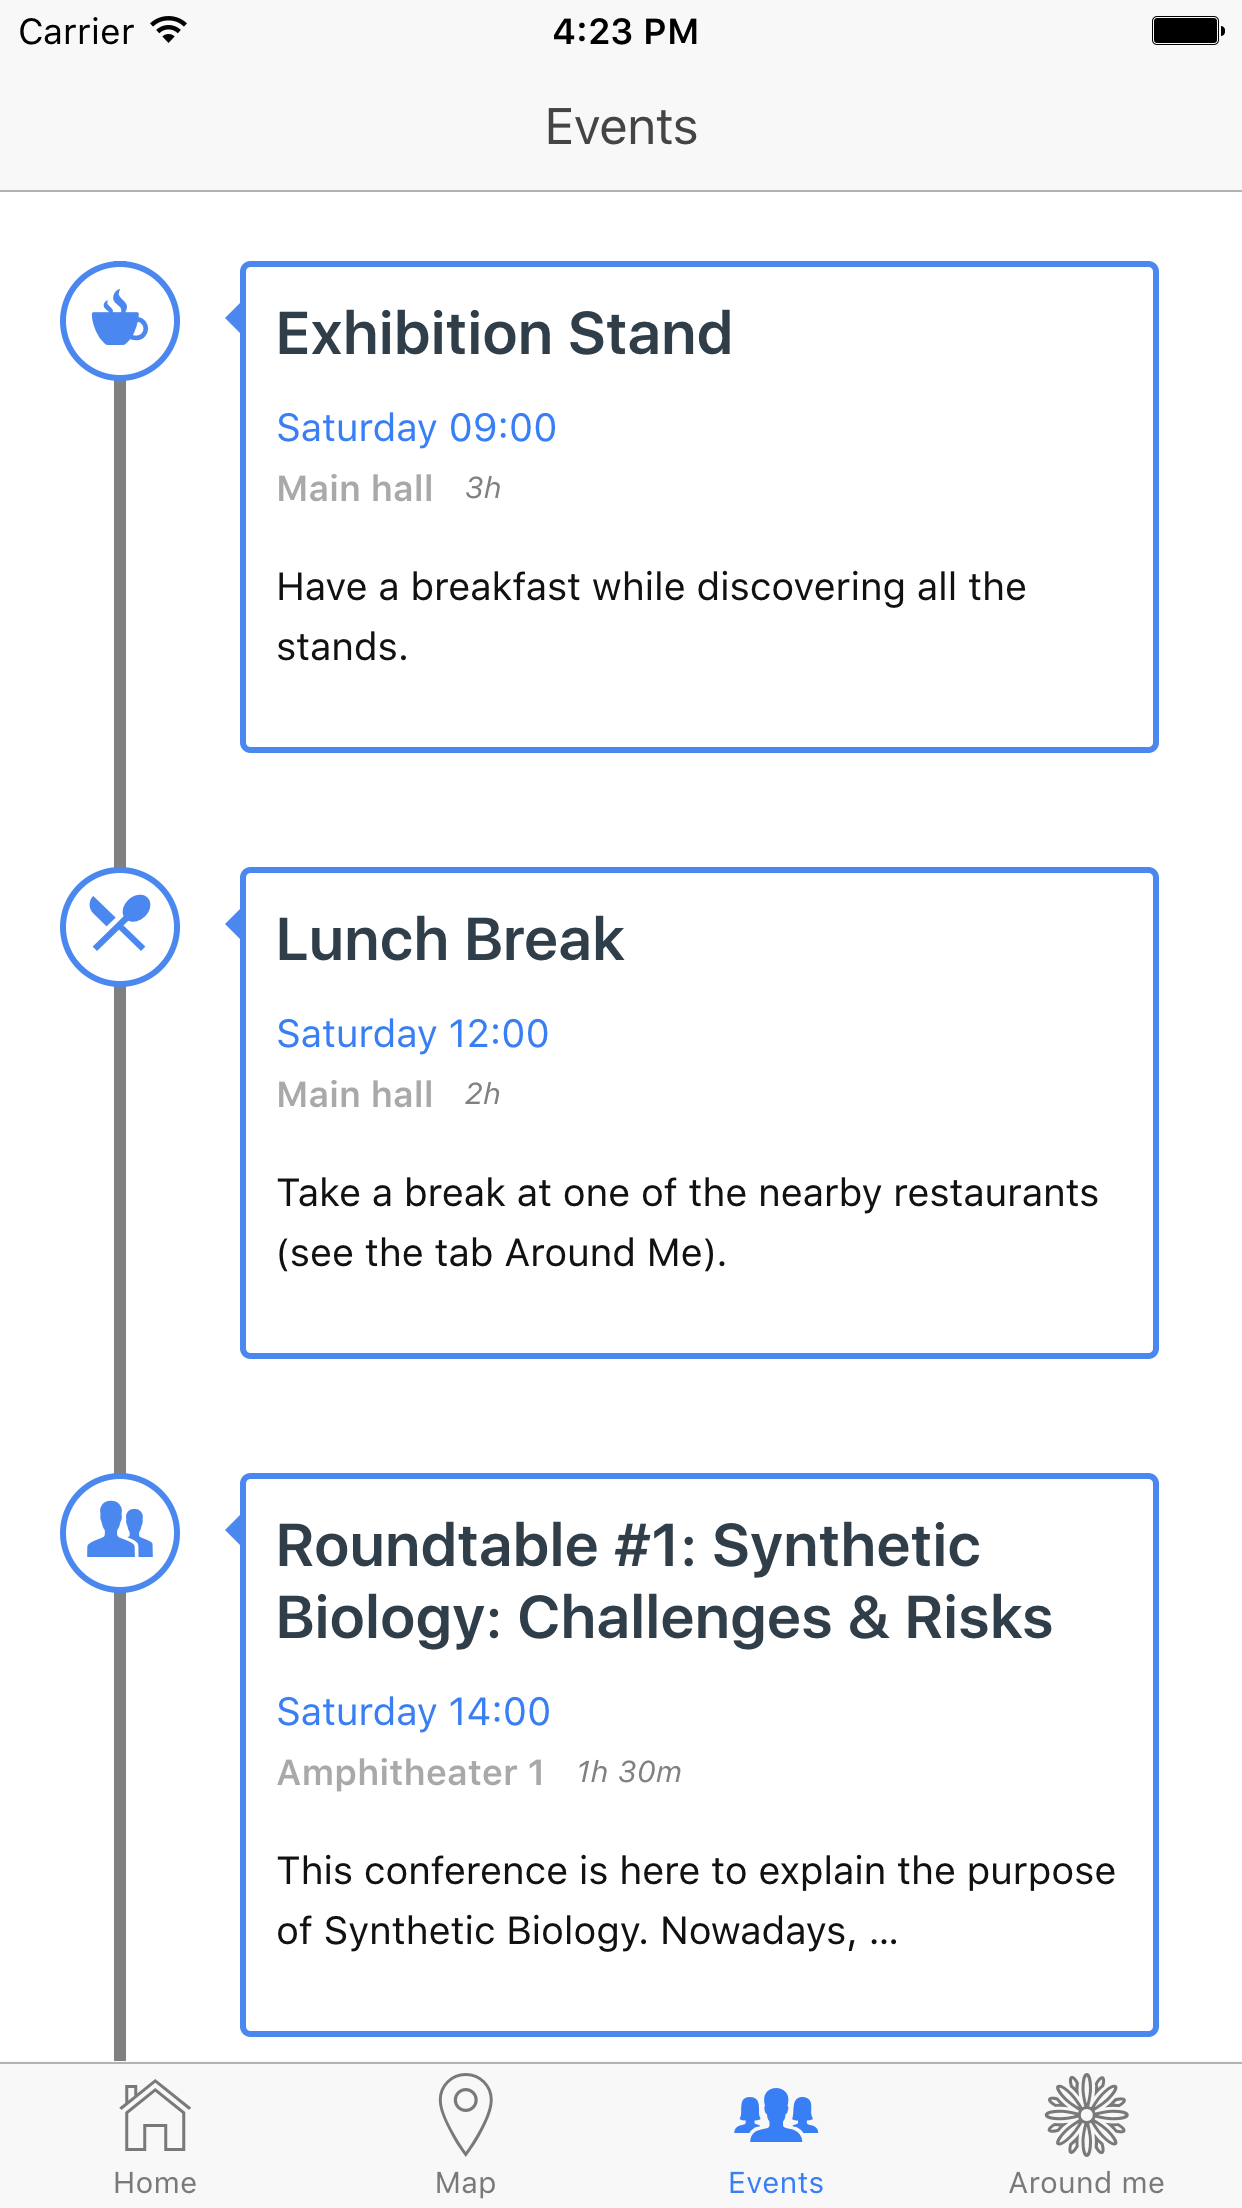 Carrier 4:23 PM
Events
Exhibition Stand
Saturday 09:00
Main hall 3h
Have a breakfast while discovering all the
stands.
Lunch Break
Saturday 12:00
Main hall 2h
Take a break at one of the nearby restaurants
(see the tab Around Me).
Roundtable #1: Synthetic
Biology: Challenges & Risks
Saturday 14:00
Amphitheater 1 1h 30m
This conference is here to explain the purpose
of Synthetic Biology. Nowadays, ...
Home Map Events Around me